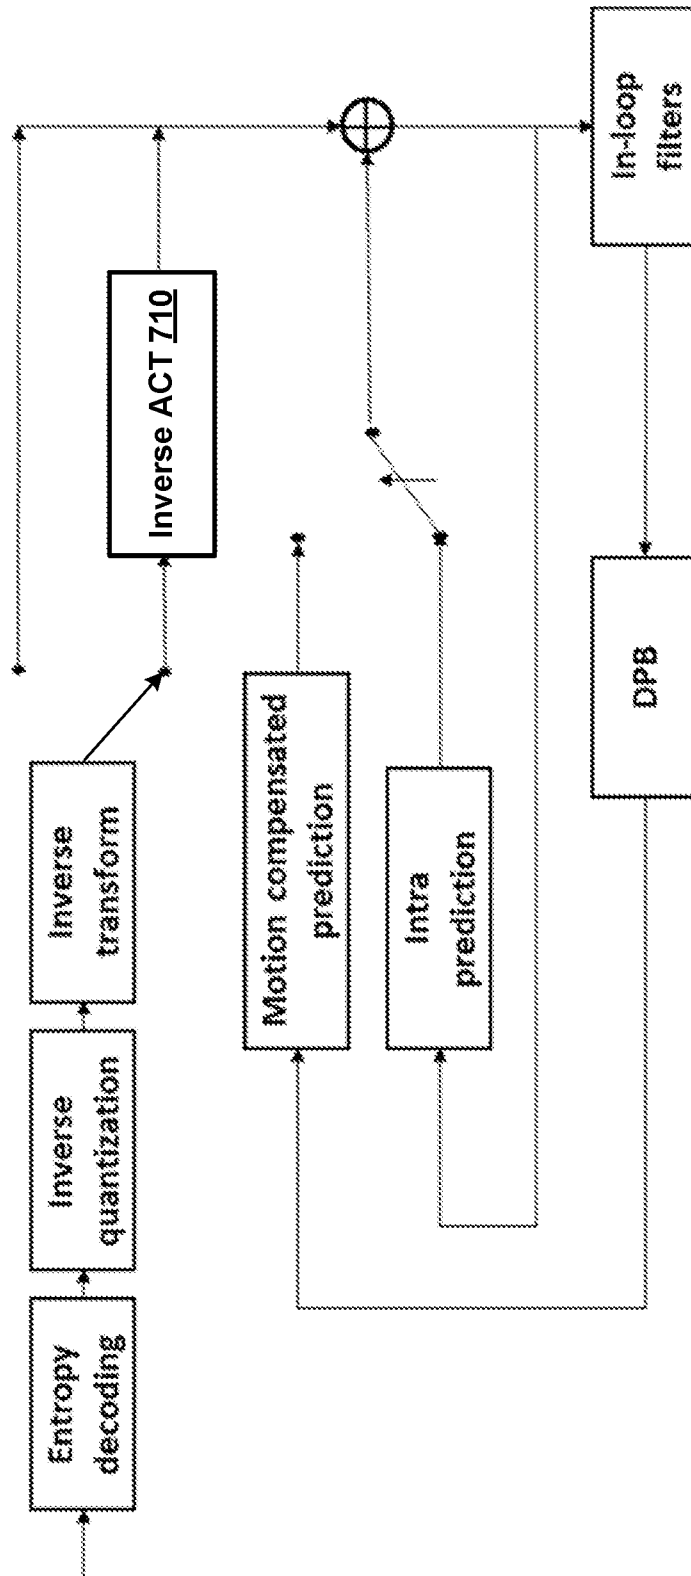 Entropy
decoding
Inverse
quantization
Inverse
transform
Inverse ACT 710
Motion compensated
prediction
Intra
prediction
In-loop
filters
DPB